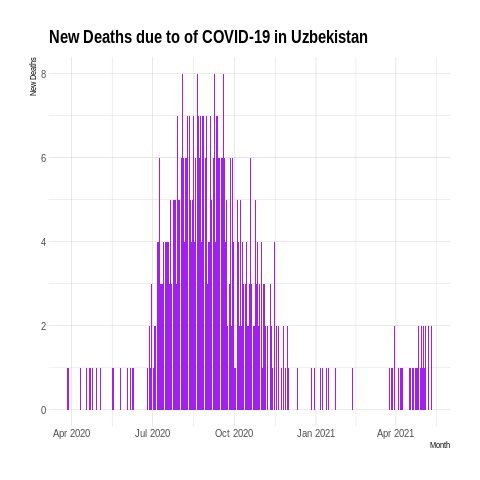 New Deaths due to of COVID-19 in Uzbekistan
New Deaths
8
6
4
2
0
Apr 2020 Jul 2020 Oct 2020 Jan 2021 Apr 2021
Month